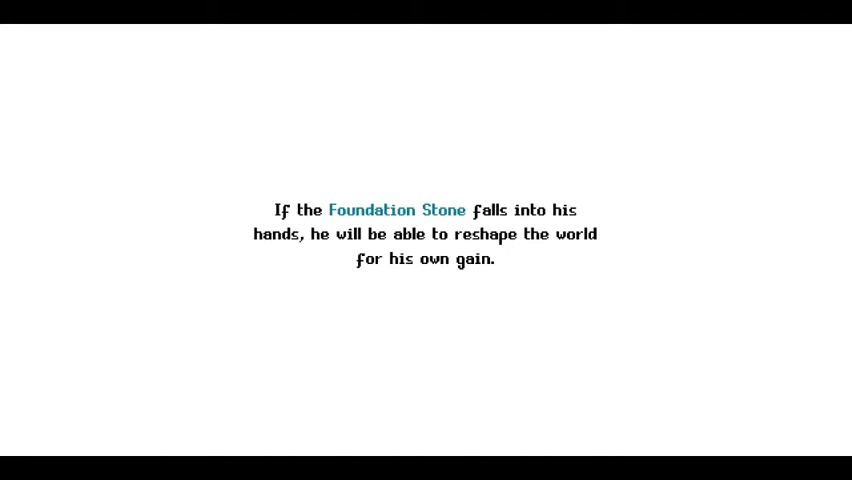 If the Foundation Stone falls into his
hands, he will be able to reshape the world
for his own gain.